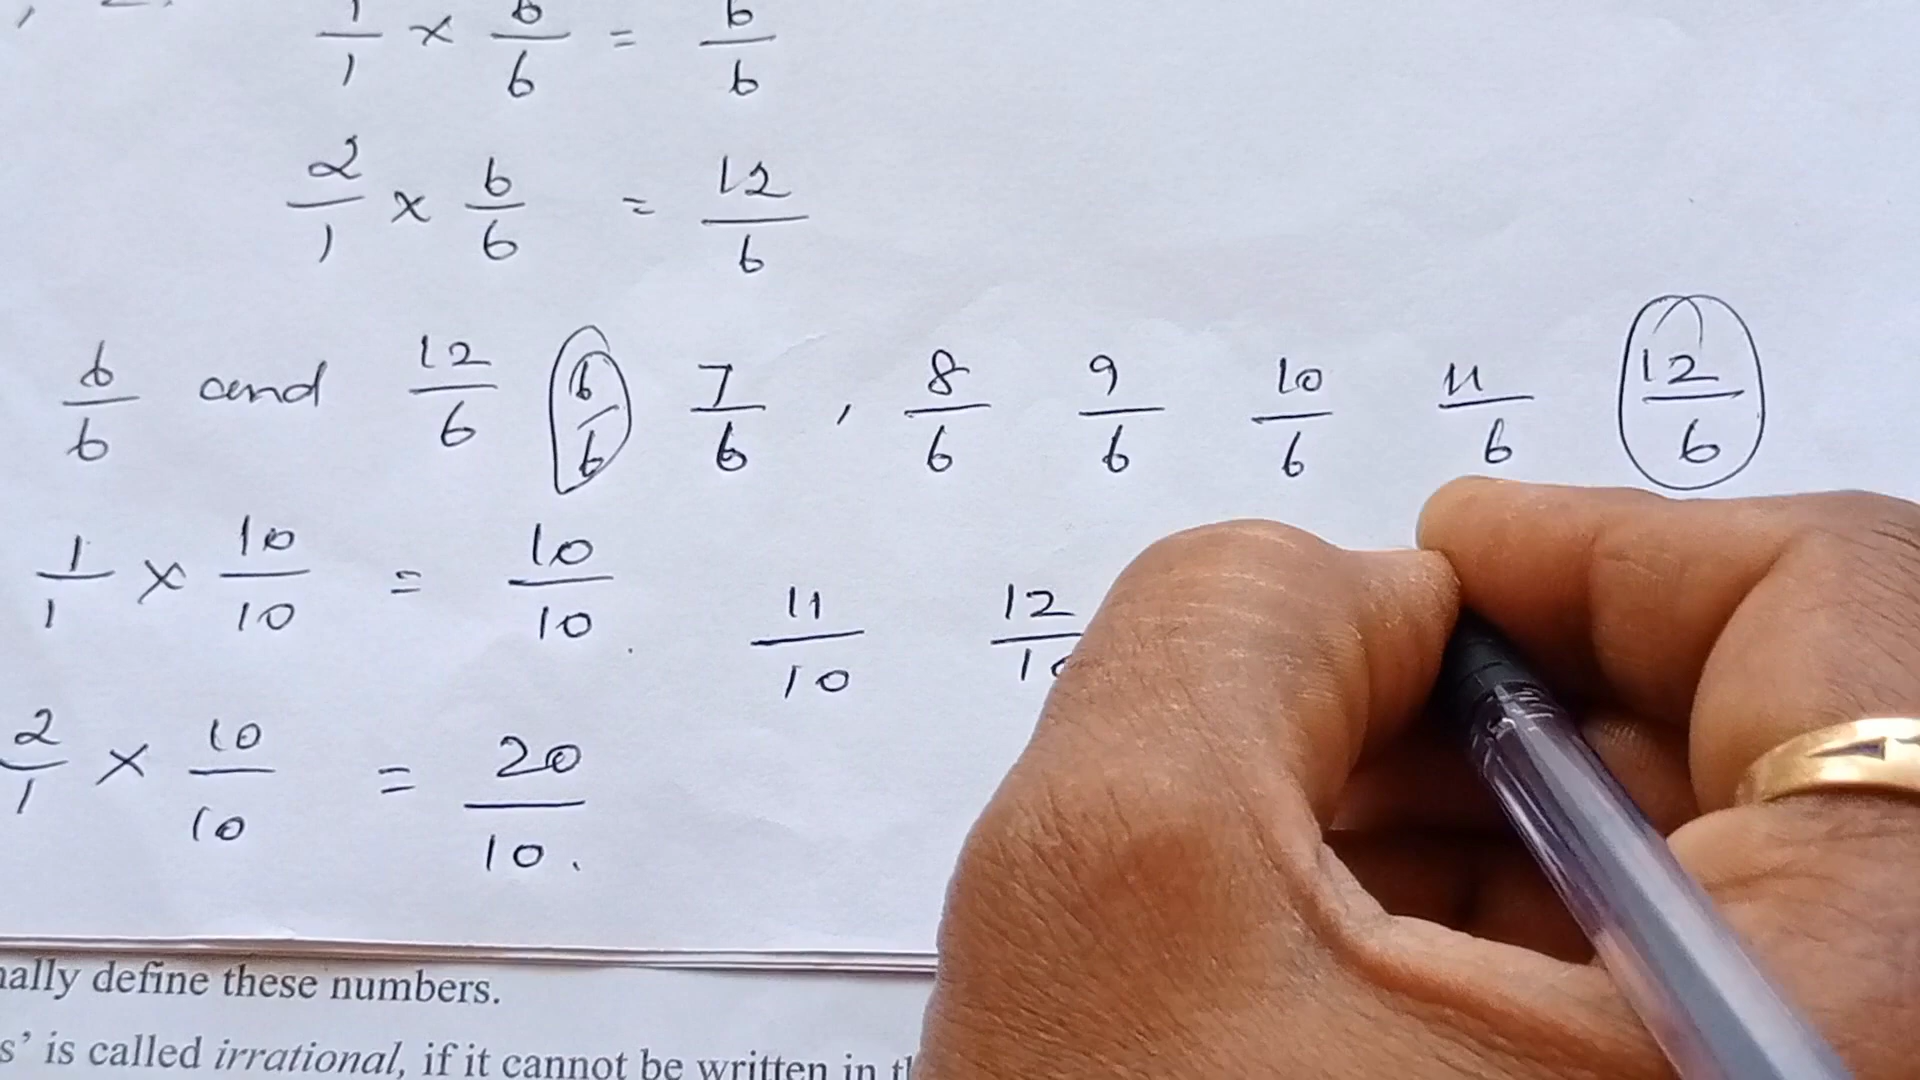 1/1 × 6/6 = 6/6
2/1 × 6/6 = 12/6
6/6 and 12/6 6/6 7/6 , 8/6 9/6 10/6 11/6 12/6
1/1 × 10/10 = 10/10 . 11/10 12/10
2/1 × 10/10 = 20/10.
nally define these numbers.
s' is called irrational, if it cannot be written in